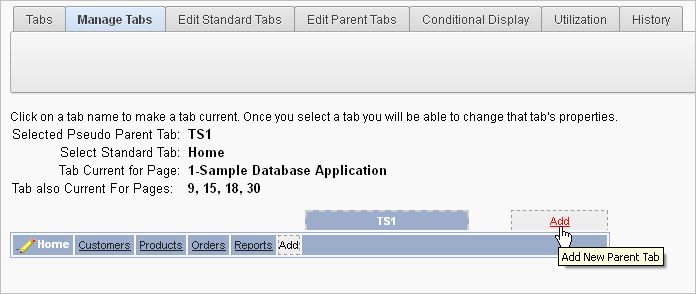 Tabs Manage Tabs Edit Standard Tabs Edit Parent Tabs Conditional Display Utilization History
Click on a tab name to make a tab current. Once you select a tab you will be able to change that tab's properties.
Selected Pseudo Parent Tab: TS1
Select Standard Tab: Home
Tab Current for Page: 1-Sample Database Application
Tab also Current For Pages: 9, 15, 18, 30
TS1 Add
Home Customers Products Orders Reports Add
Add New Parent Tab